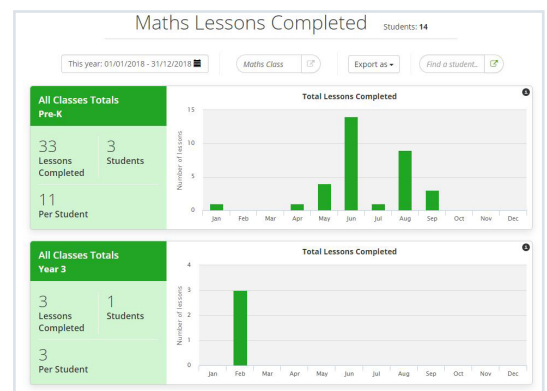 Maths Lessons Completed Students: 14
This year: 01/01/2018 - 31/12/2018
Maths Class
Export as
Find a student..
All Classes Totals
Pre-K
33
Lessons
Completed
3
Students
11
Per Student
Total Lessons Completed
Number of lessons
15
10
5
0
Jan Feb Mar Apr May Jun Jul Aug Sep Oct Nov Dec
All Classes Totals
Year 3
3
Lessons
Completed
1
Students
3
Per Student
Total Lessons Completed
Number of lessons
4
3
2
1
0
Jan Feb Mar Apr May Jun Jul Aug Sep Oct Nov Dec